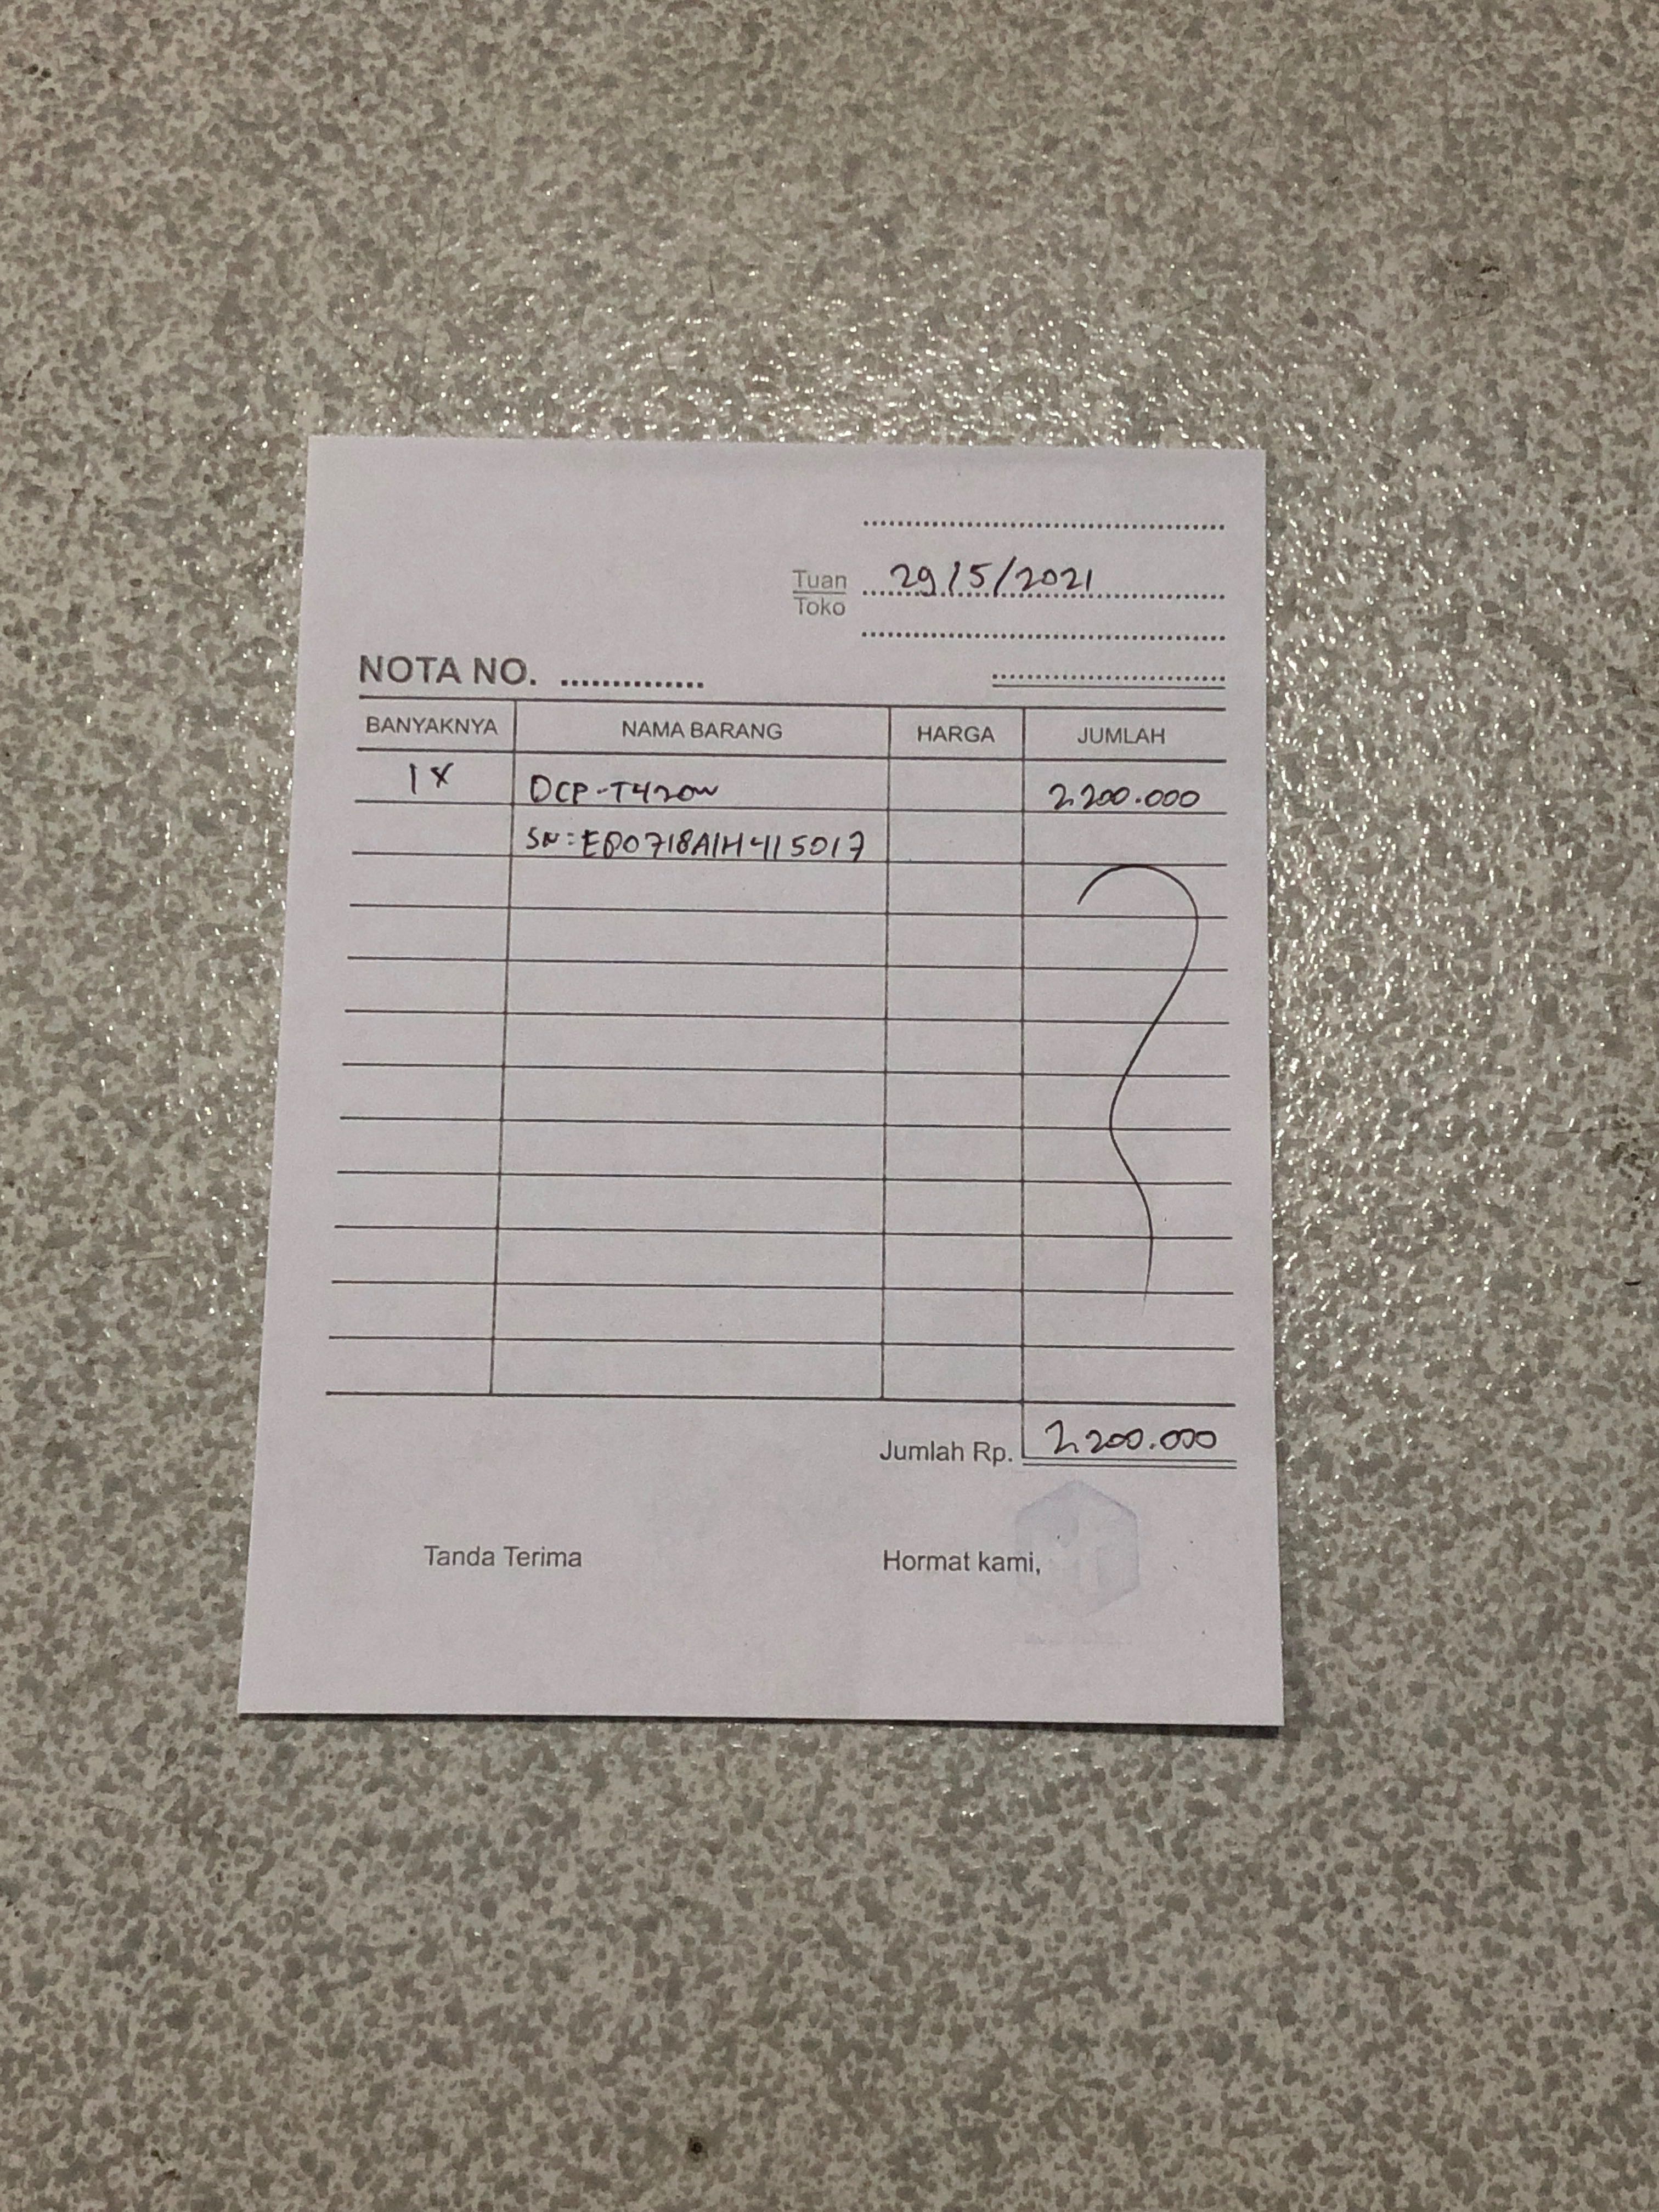 Tuan 29/5/2021
Toko
NOTA NO. ..............
BANYAKNYA NAMA BARANG HARGA JUMLAH
1X DCP-T420W 2.200.000
SN:E80718A1H415017
Jumlah Rp. 2.200.000
Tanda Terima Hormat kami,